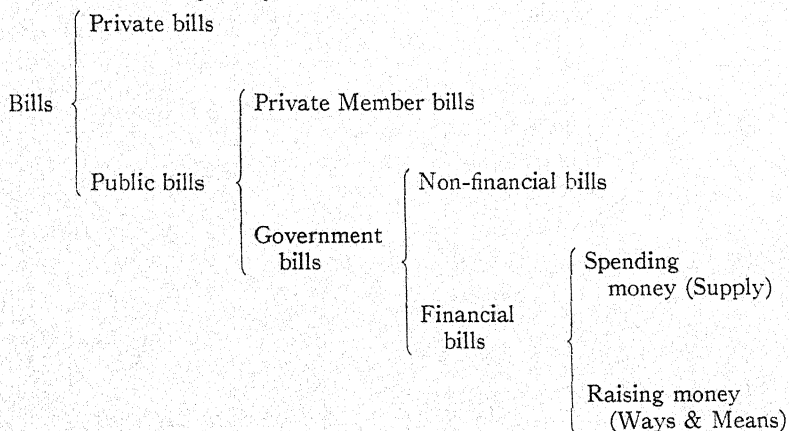 Private bills
Bills
Private Member bills
Public bills
Non-financial bills
Government
bills
Spending
money (Supply)
Financial
bills
Raising money
(Ways & Means)